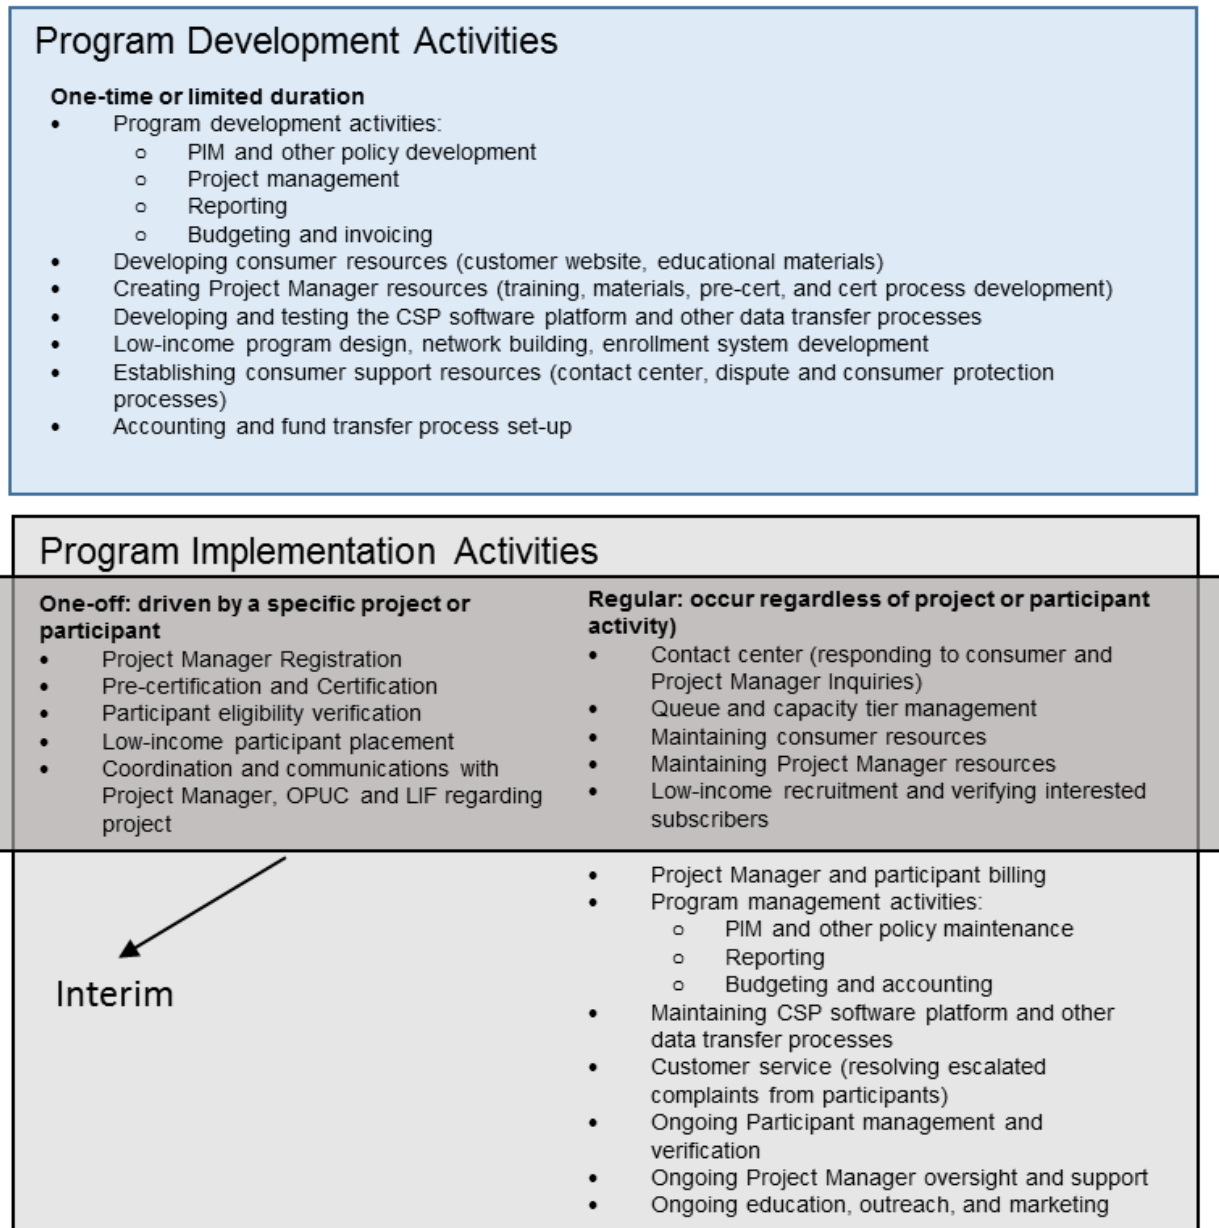 Program Development Activities
One-time or limited duration
• Program development activities:
o PIM and other policy development
o Project management
o Reporting
o Budgeting and invoicing
• Developing consumer resources (customer website, educational materials)
• Creating Project Manager resources (training, materials, pre-cert, and cert process development)
• Developing and testing the CSP software platform and other data transfer processes
• Low-income program design, network building, enrollment system development
• Establishing consumer support resources (contact center, dispute and consumer protection
processes)
• Accounting and fund transfer process set-up
Program Implementation Activities
One-off: driven by a specific project or
participant
• Project Manager Registration
• Pre-certification and Certification
• Participant eligibility verification
• Low-income participant placement
• Coordination and communications with
Project Manager, OPUC and LIF regarding
project
Interim
Regular: occur regardless of project or participant
activity)
• Contact center (responding to consumer and
Project Manager Inquiries)
• Queue and capacity tier management
• Maintaining consumer resources
• Maintaining Project Manager resources
• Low-income recruitment and verifying interested
subscribers
• Project Manager and participant billing
• Program management activities:
o PIM and other policy maintenance
o Reporting
o Budgeting and accounting
• Maintaining CSP software platform and other
data transfer processes
• Customer service (resolving escalated
complaints from participants)
• Ongoing Participant management and
verification
• Ongoing Project Manager oversight and support
• Ongoing education, outreach, and marketing